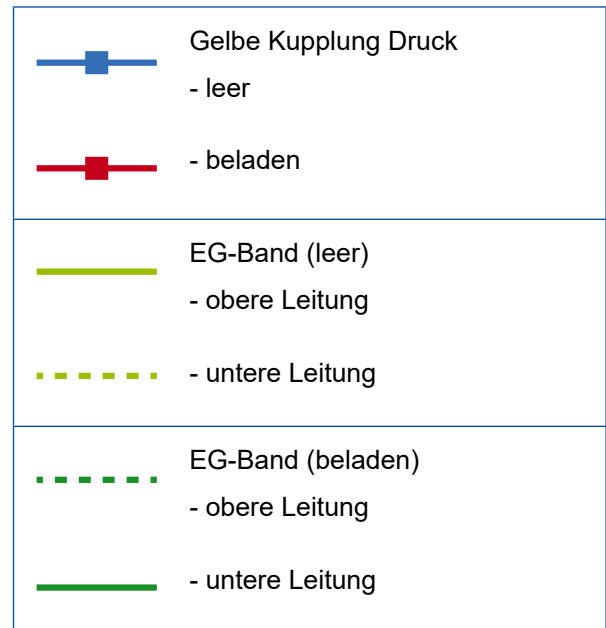 Gelbe Kupplung Druck
- leer
- beladen
EG-Band (leer)
- obere Leitung
- untere Leitung
EG-Band (beladen)
- obere Leitung
- untere Leitung